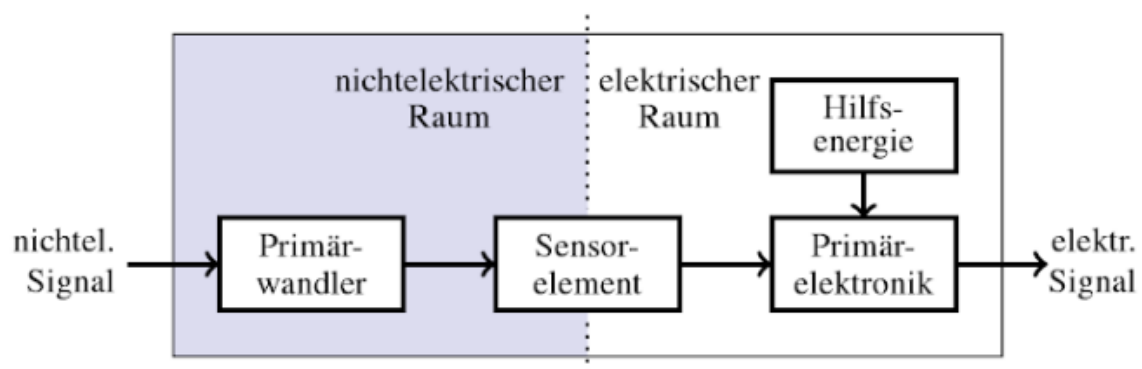 nichtelektrischer
Raum
elektrischer
Raum
Hilfs-
energie
nichtel.
Signal
Primär-
wandler
Sensor-
element
Primär-
elektronik
elektr.
Signal